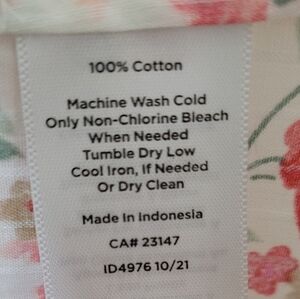 100% Cotton
Machine Wash Cold
Only Non-Chlorine Bleach
When Needed
Tumble Dry Low
Cool Iron, If Needed
Or Dry Clean
Made In Indonesia
CA# 23147
ID4976 10/21